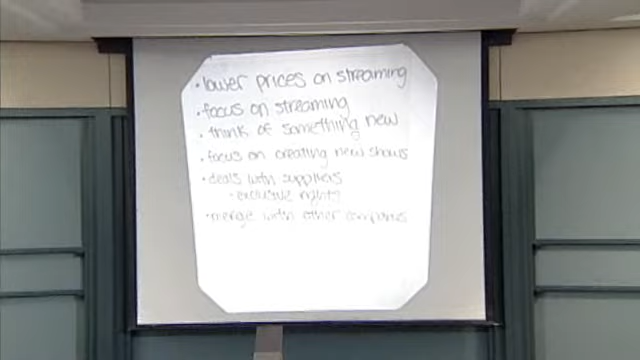 • lower prices on streaming
• focus on streaming
• think of something new
• focus on creating new shows
• deals with suppliers
- exclusive rights
• merge with other companies